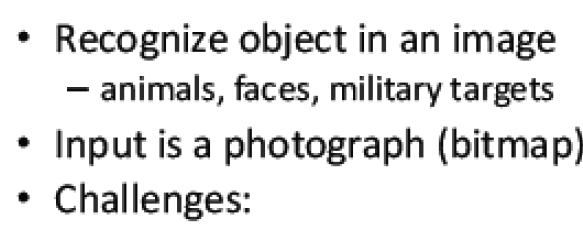 • Recognize object in an image
– animals, faces, military targets
• Input is a photograph (bitmap)
• Challenges: